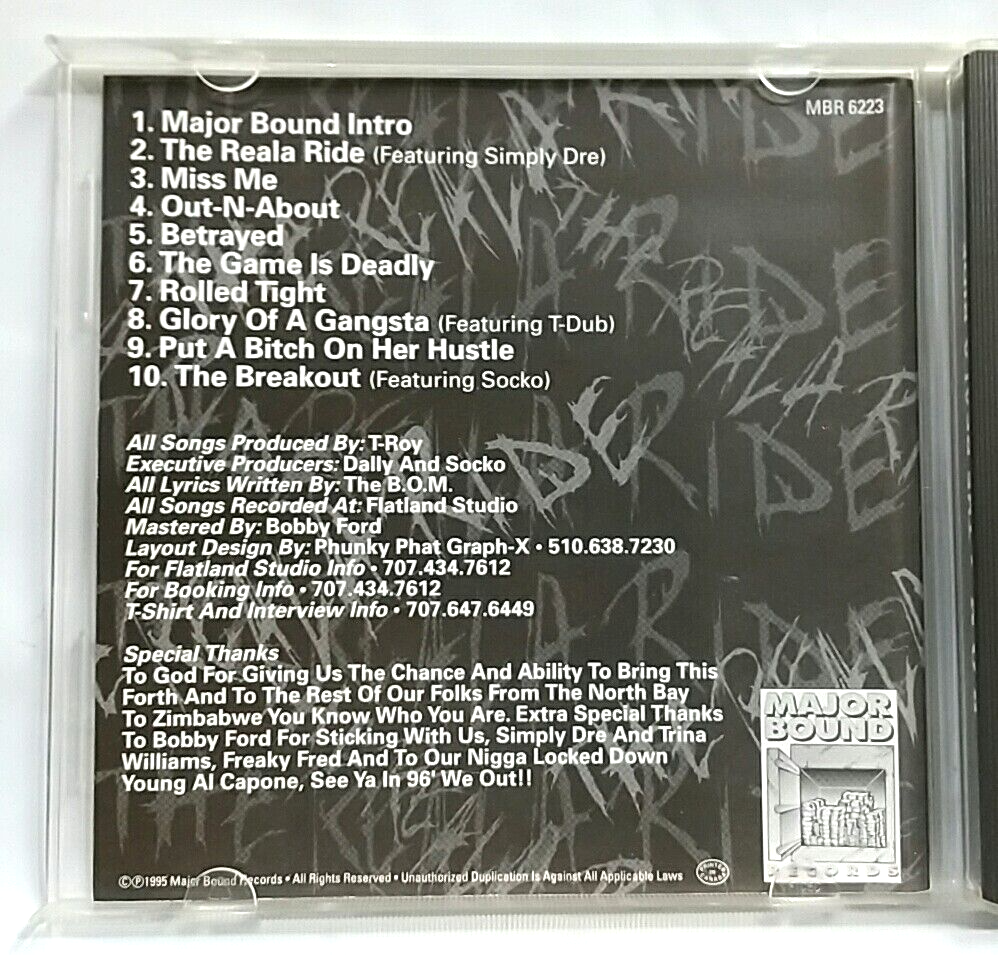 MBR 6223
1. Major Bound Intro
2. The Reala Ride (Featuring Simply Dre)
3. Miss Me
4. Out-N-About
5. Betrayed
6. The Game Is Deadly
7. Rolled Tight
8. Glory Of A Gangsta (Featuring T-Dub)
9. Put A Bitch On Her Hustle
10. The Breakout (Featuring Socko)
All Songs Produced By: T-Roy
Executive Producers: Dally And Socko
All Lyrics Written By: The B.O.M.
All Songs Recorded At: Flatland Studio
Mastered By: Bobby Ford
Layout Design By: Phunky Phat Graph-X • 510.638.7230
For Flatland Studio Info • 707.434.7612
For Booking Info • 707.434.7612
T-Shirt And Interview Info • 707.647.6449
Special Thanks
To God For Giving Us The Chance And Ability To Bring This
Forth And To The Rest Of Our Folks From The North Bay
To Zimbabwe You Know Who You Are. Extra Special Thanks
To Bobby Ford For Sticking With Us, Simply Dre And Trina
Williams, Freaky Fred And To Our Nigga Locked Down
Young Al Capone, See Ya In 96' We Out!!
MAJOR
BOUND
RECORDS
©℗1995 Major Bound Records • All Rights Reserved • Unauthorized Duplication Is Against All Applicable Laws
PRINTED IN CANADA